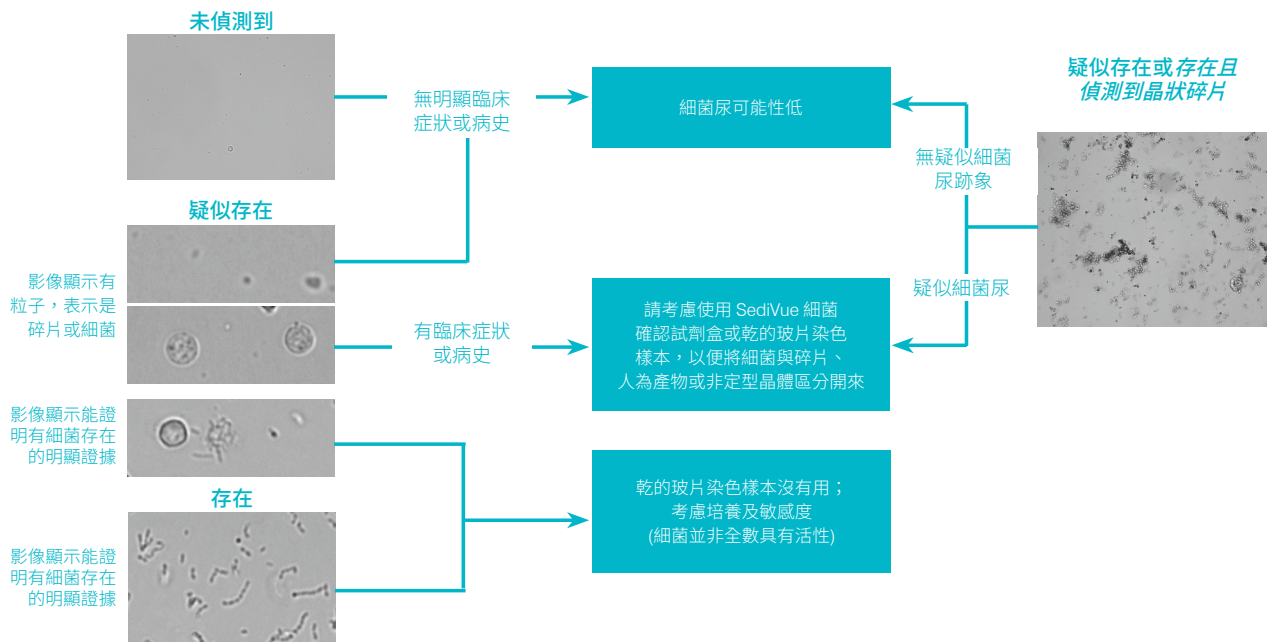 未偵測到
無明顯臨床
症狀或病史
細菌尿可能性低
疑似存在或存在且
偵測到晶狀碎片
無疑似細菌
尿跡象
疑似存在
影像顯示有
粒子，表示是
碎片或細菌
有臨床症狀
或病史
請考慮使用 SediVue 細菌
確認試劑盒或乾的玻片染色
樣本，以便將細菌與碎片、
人為產物或非定型晶體區分開來
疑似細菌尿
影像顯示能證
明有細菌存在
的明顯證據
存在
影像顯示能證
明有細菌存在
的明顯證據
乾的玻片染色樣本沒有用；
考慮培養及敏感度
(細菌並非全數具有活性)